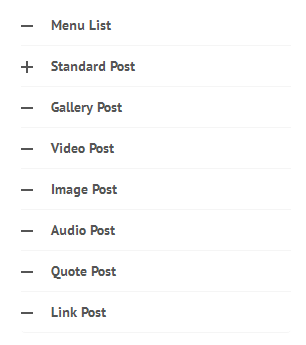 Menu List
Standard Post
Gallery Post
Video Post
Image Post
Audio Post
Quote Post
Link Post